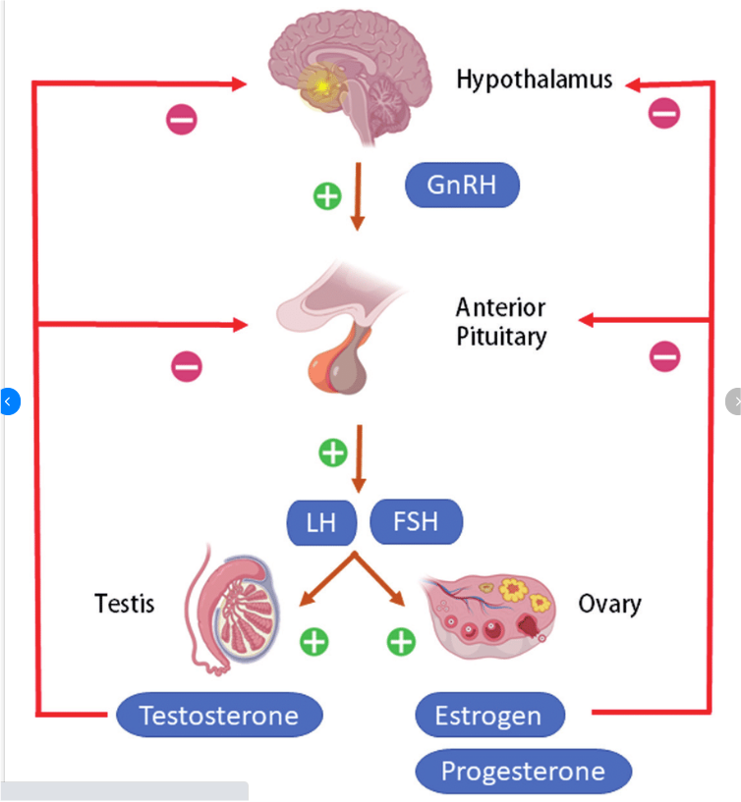 Hypothalamus
GnRH
Anterior
Pituitary
LH
FSH
Testis
Ovary
Testosterone
Estrogen
Progesterone